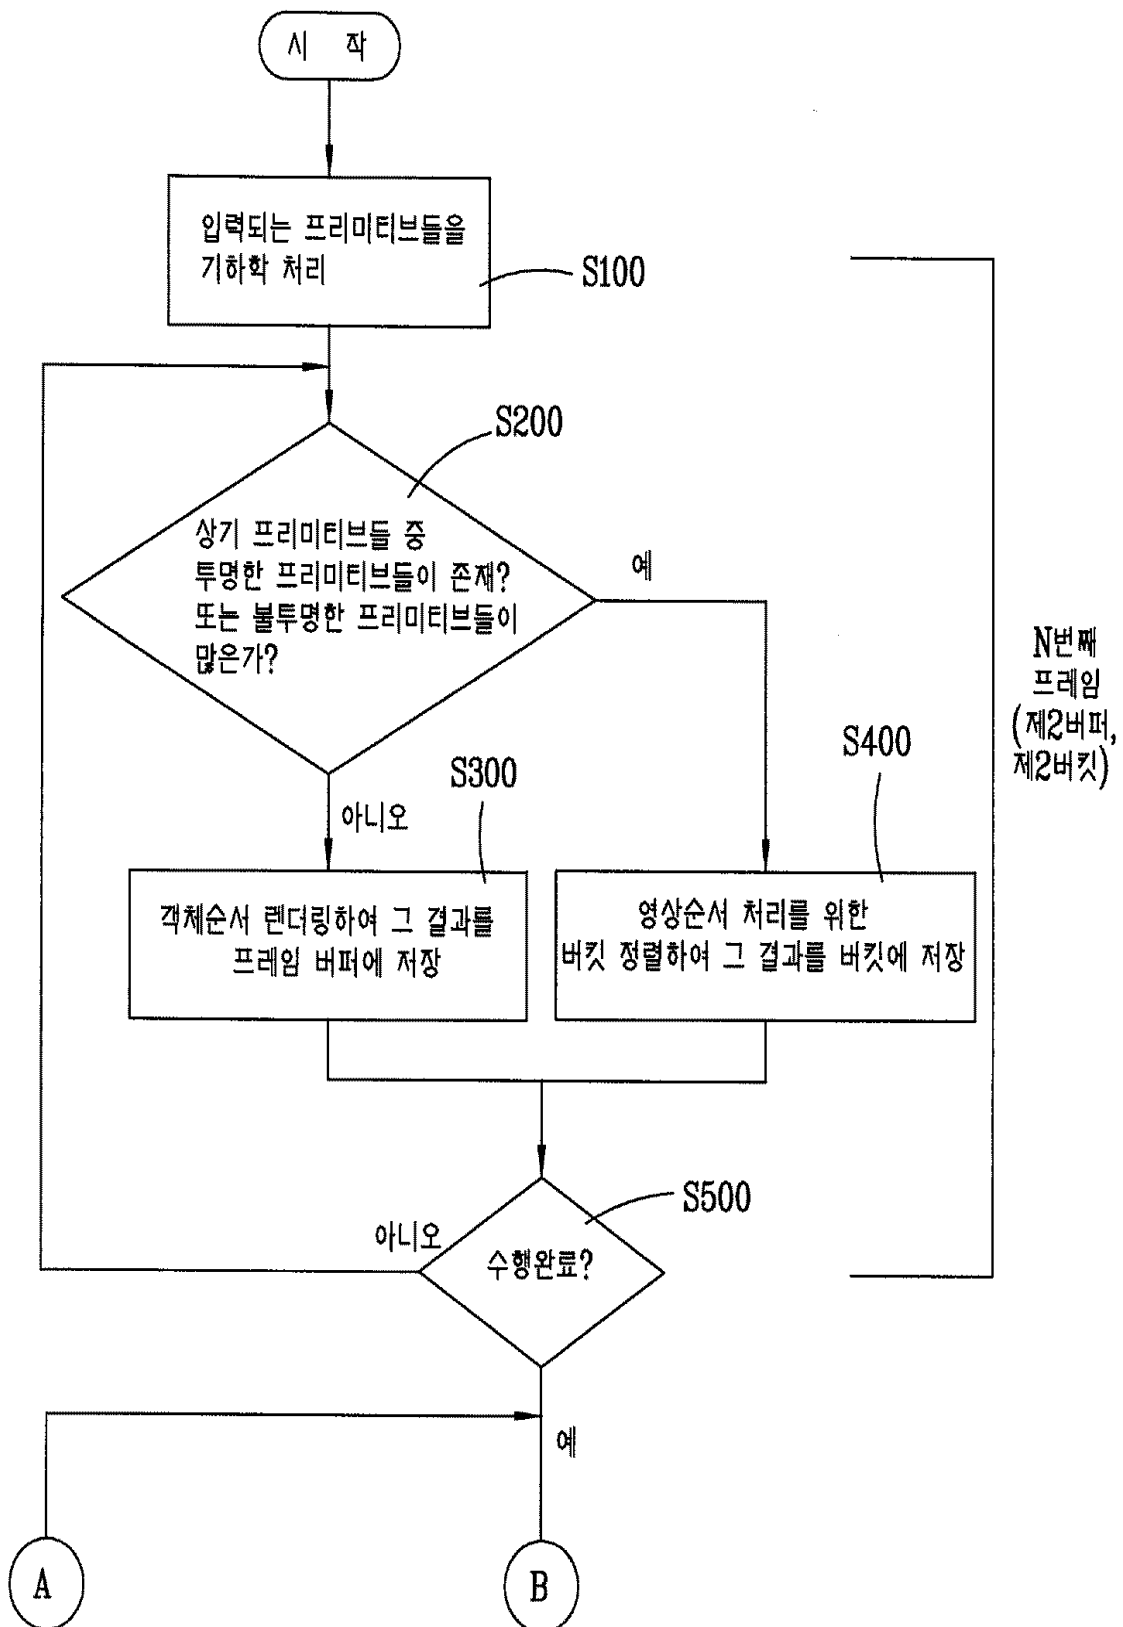 시 작
입력되는 프리미티브들을
기하학 처리
S100
S200
상기 프리미티브들 중
투명한 프리미티브들이 존재?
또는 불투명한 프리미티브들이
많은가?
예
N번째
프레임
(제2버퍼,
제2버킷)
S300
S400
아니오
객체순서 렌더링하여 그 결과를
프레임 버퍼에 저장
영상순서 처리를 위한
버킷 정렬하여 그 결과를 버킷에 저장
S500
아니오
수행완료?
예
A
B